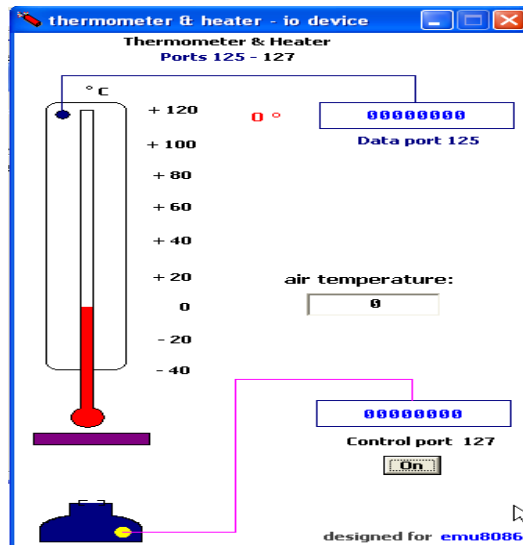 thermometer & heater - io device
Thermometer & Heater
Ports 125 - 127
° C
+ 120
0 °
00000000
+ 100
Data port 125
+ 80
+ 60
+ 40
+ 20
air temperature:
0
0
- 20
- 40
00000000
Control port 127
On
designed for emu8086